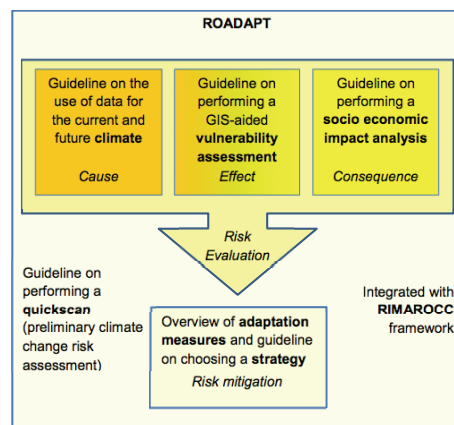 ROADAPT
Guideline on the
use of data for
the current and
future climate
Cause
Guideline on
performing a
GIS-aided
vulnerability
assessment
Effect
Guideline on
performing a
socio economic
impact analysis
Consequence
Risk
Evaluation
Guideline on
performing a
quickscan
(preliminary climate
change risk
assessment)
Overview of adaptation
measures and guideline
on choosing a strategy
Risk mitigation
Integrated with
RIMAROCC
framework